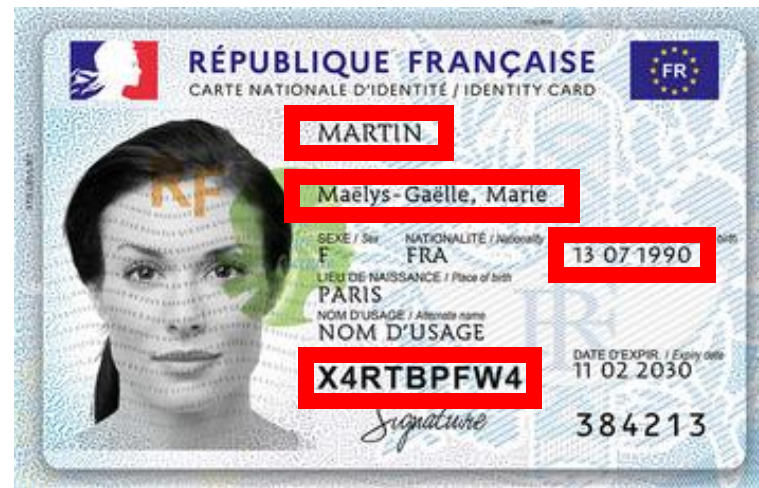 RÉPUBLIQUE FRANÇAISE
FR
CARTE NATIONALE D'IDENTITÉ / IDENTITY CARD
MARTIN
RF
Maëlys-Gaëlle, Marie
SEXE / Sex NATIONALITÉ / Nationality birth
F FRA 13 07 1990
LIEU DE NAISSANCE / Place of birth
PARIS
NOM D'USAGE / Alternate name
NOM D'USAGE
DATE D'EXPIR. / Expiry date
X4RTBPFW4 11 02 2030
Signature 384213